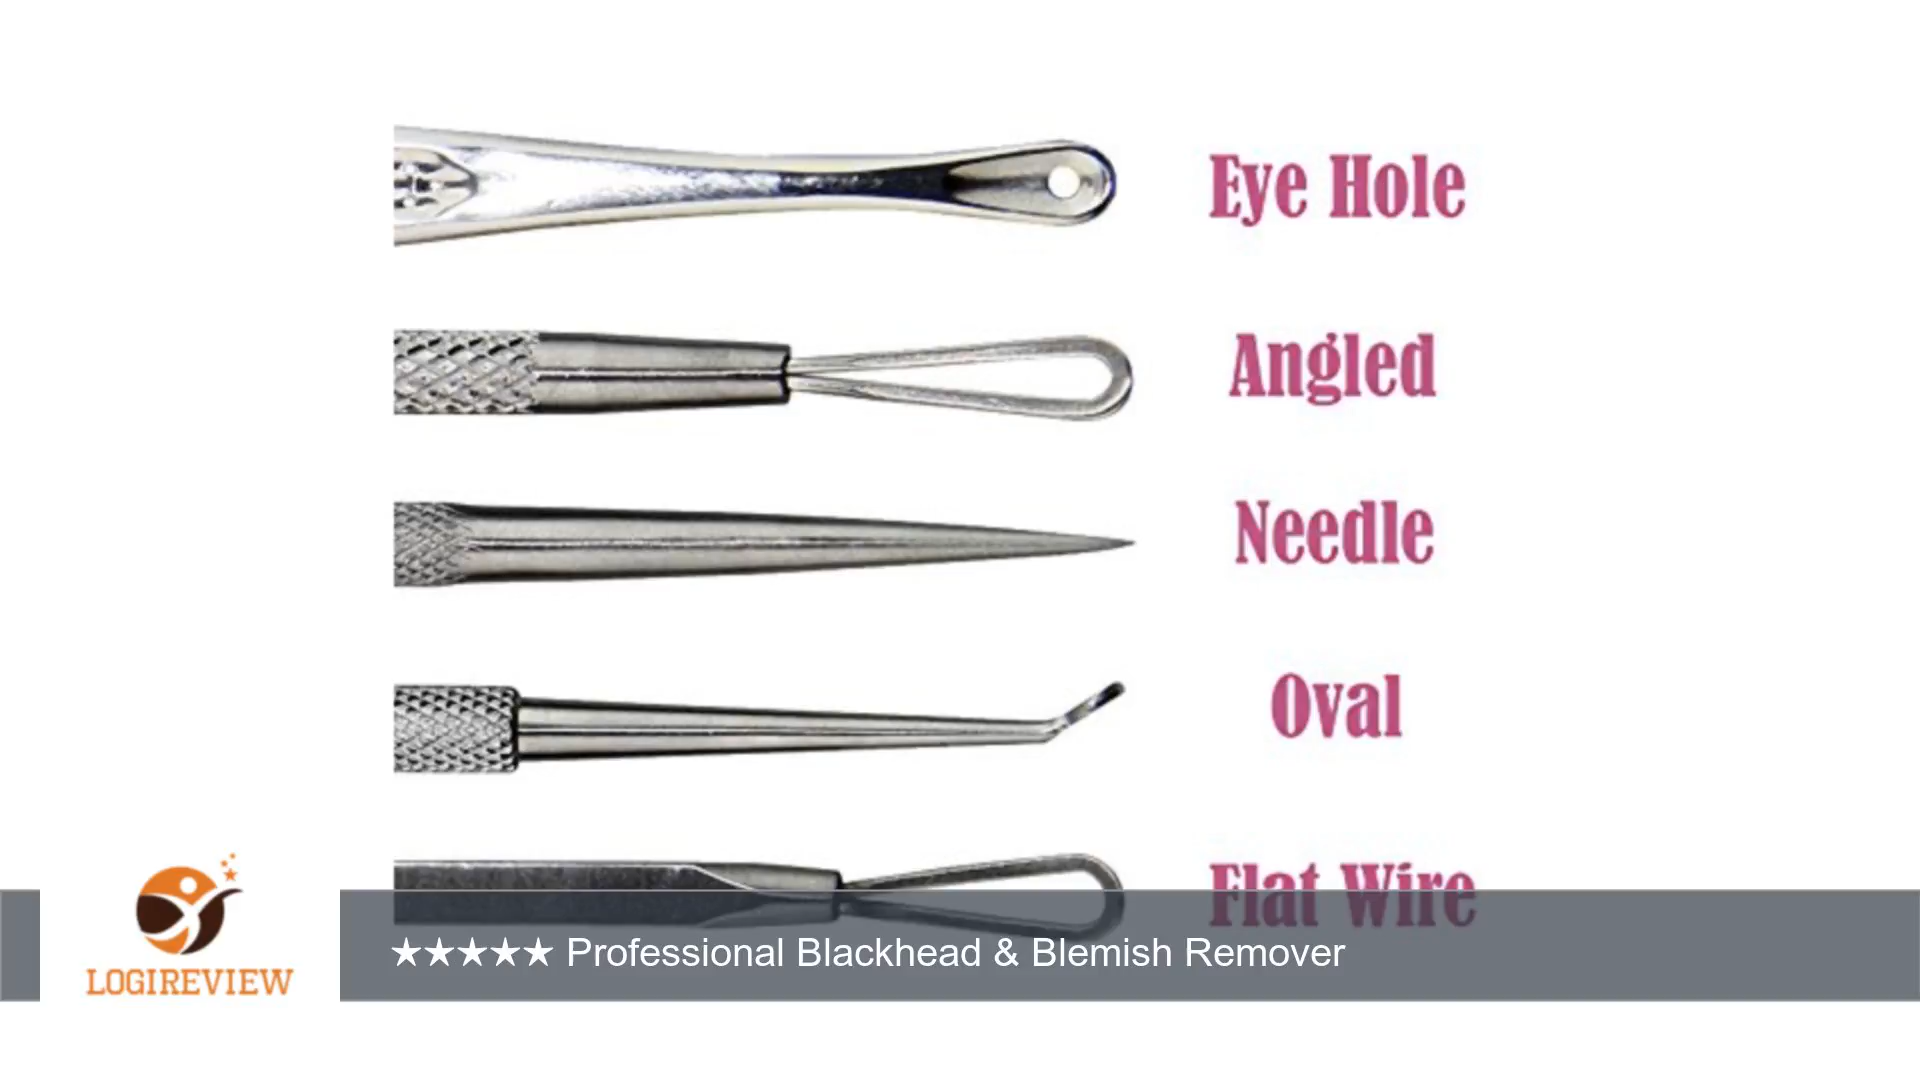 Eye Hole
Angled
Needle
Oval
Flat Wire
★★★★★ Professional Blackhead & Blemish Remover
LOGIREVIEW